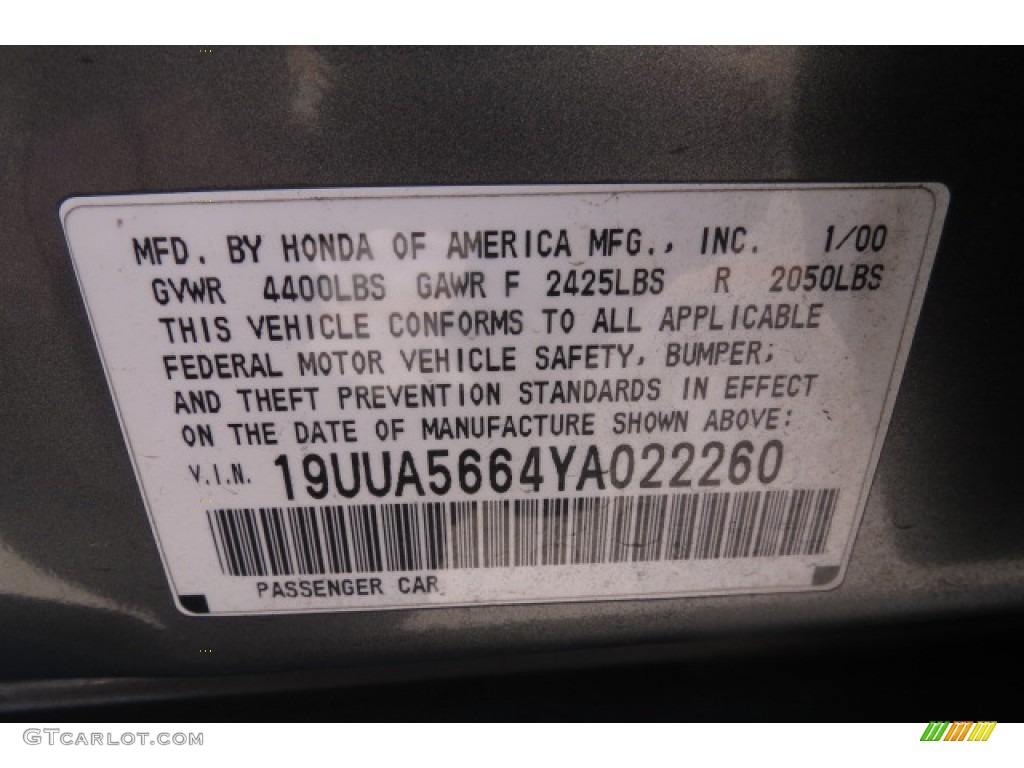 MFD. BY HONDA OF AMERICA MFG., INC. 1/00
GVWR 4400LBS GAWR F 2425LBS R 2050LBS
THIS VEHICLE CONFORMS TO ALL APPLICABLE
FEDERAL MOTOR VEHICLE SAFETY, BUMPER,
AND THEFT PREVENTION STANDARDS IN EFFECT
ON THE DATE OF MANUFACTURE SHOWN ABOVE:
V.I.N. 19UUA5664YA022260
PASSENGER CAR
GTCARLOT.COM